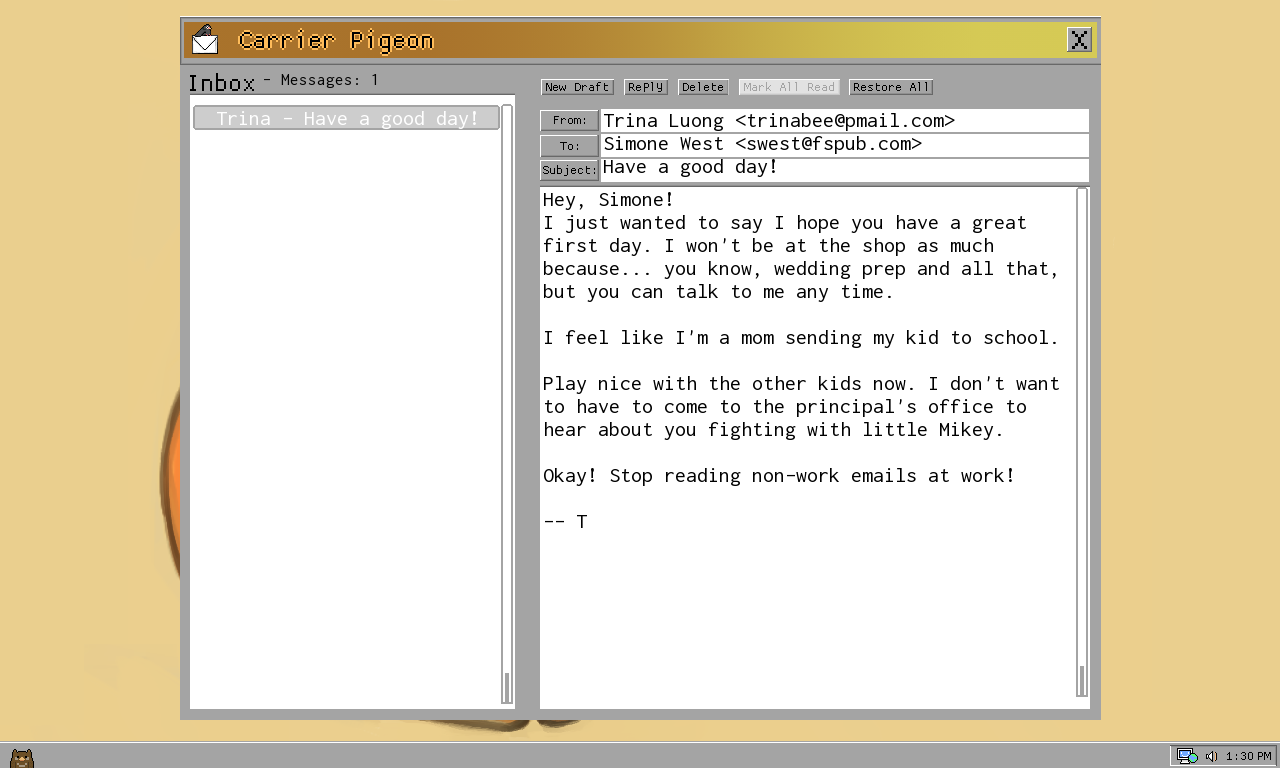 Carrier Pigeon
X
Inbox - Messages: 1
Trina - Have a good day!
New Draft
Reply
Delete
Mark All Read
Restore All
From: Trina Luong <trinabee@pmail.com>
To: Simone West <swest@fspub.com>
Subject: Have a good day!
Hey, Simone!
I just wanted to say I hope you have a great
first day. I won't be at the shop as much
because... you know, wedding prep and all that,
but you can talk to me any time.
I feel like I'm a mom sending my kid to school.
Play nice with the other kids now. I don't want
to have to come to the principal's office to
hear about you fighting with little Mikey.
Okay! Stop reading non-work emails at work!
-- T
1:30 PM